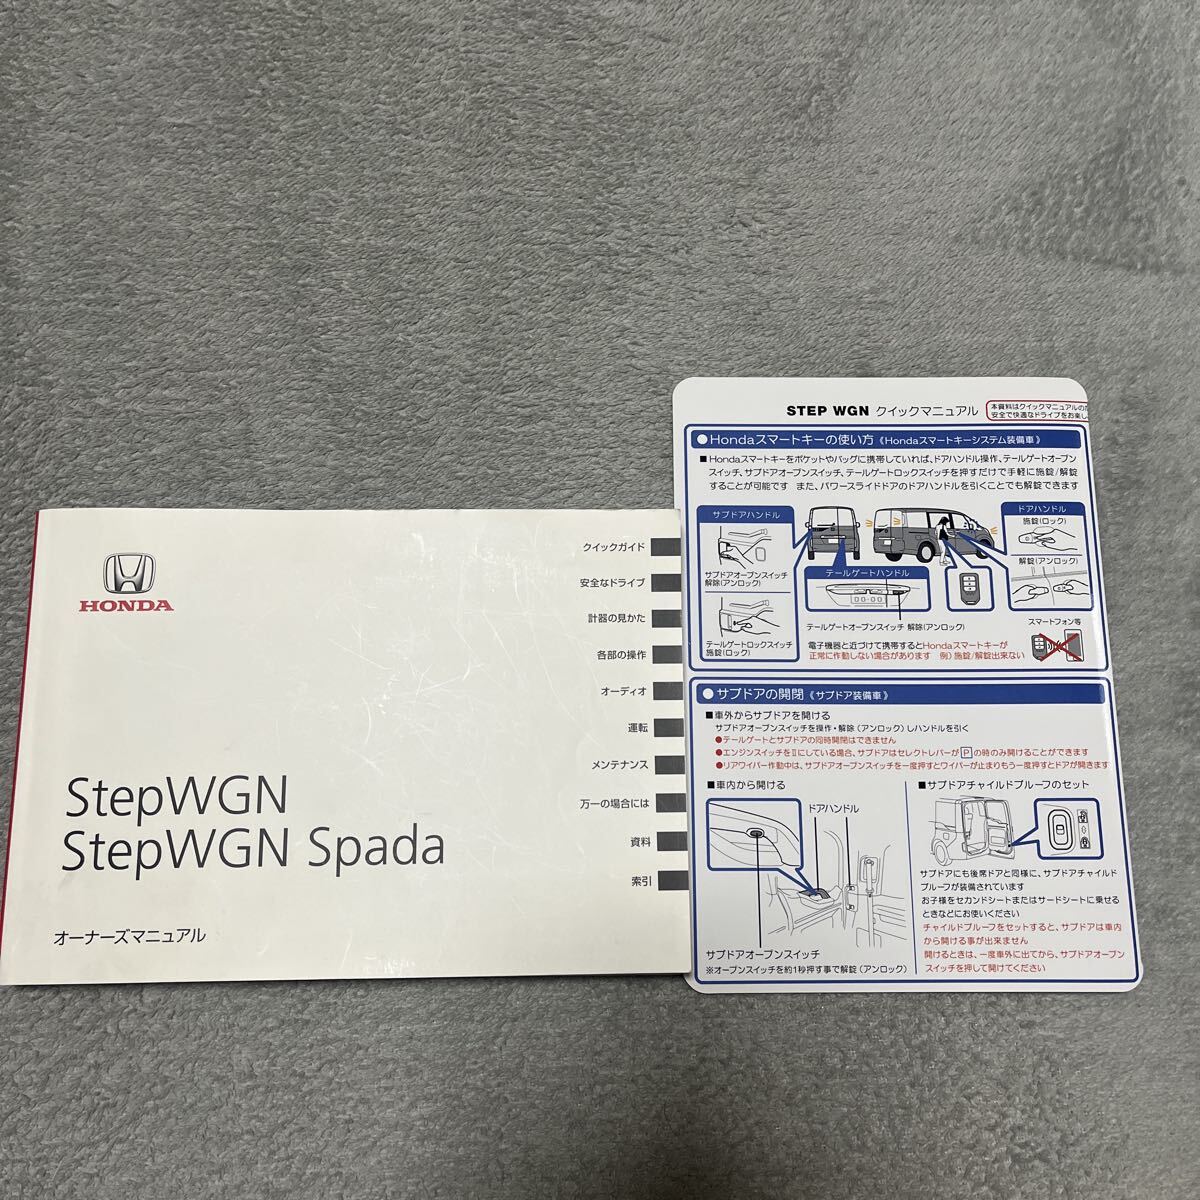 HONDA
StepWGN
StepWGN Spada
オーナーズマニュアル
クイックガイド
安全なドライブ
計器の見かた
各部の操作
オーディオ
運転
メンテナンス
万一の場合には
資料
索引
STEP WGN クイックマニュアル
本資料はクイックマニュアルのた
安全で快適なドライブをお楽し
●Hondaスマートキーの使い方《Hondaスマートキーシステム装備車》
■Hondaスマートキーをポケットやバッグに携帯していれば、ドアハンドル操作、テールゲートオープン
スイッチ、サブドアオープンスイッチ、テールゲートロックスイッチを押すだけで手軽に施錠/解錠
することが可能です また、パワースライドドアのドアハンドルを引くことでも解錠できます
サブドアハンドル
サブドアオープンスイッチ
解除(アンロック)
テールゲートロックスイッチ
施錠(ロック)
テールゲートハンドル
テールゲートオープンスイッチ 解除(アンロック)
ドアハンドル
施錠(ロック)
解錠(アンロック)
スマートフォン等
電子機器と近づけて携帯するとHondaスマートキーが
正常に作動しない場合があります 例) 施錠/解錠出来ない
●サブドアの開閉《サブドア装備車》
■車外からサブドアを開ける
サブドアオープンスイッチを操作・解除(アンロック)しハンドルを引く
●テールゲートとサブドアの同時開閉はできません
●エンジンスイッチをⅡにしている場合、サブドアはセレクトレバーが P の時のみ開けることができます
●リアワイパー作動中は、サブドアオープンスイッチを一度押すとワイパーが止まりもう一度押すとドアが開きます
■車内から開ける
ドアハンドル
サブドアオープンスイッチ
※オープンスイッチを約1秒押す事で解錠(アンロック)
■サブドアチャイルドプルーフのセット
サブドアにも後席ドアと同様に、サブドアチャイルド
プルーフが装備されています
お子様をセカンドシートまたはサードシートに乗せる
ときなどにお使いください
チャイルドプルーフをセットすると、サブドアは車内
から開ける事が出来ません
開けるときは、一度車外に出てから、サブドアオープン
スイッチを押して開けてください